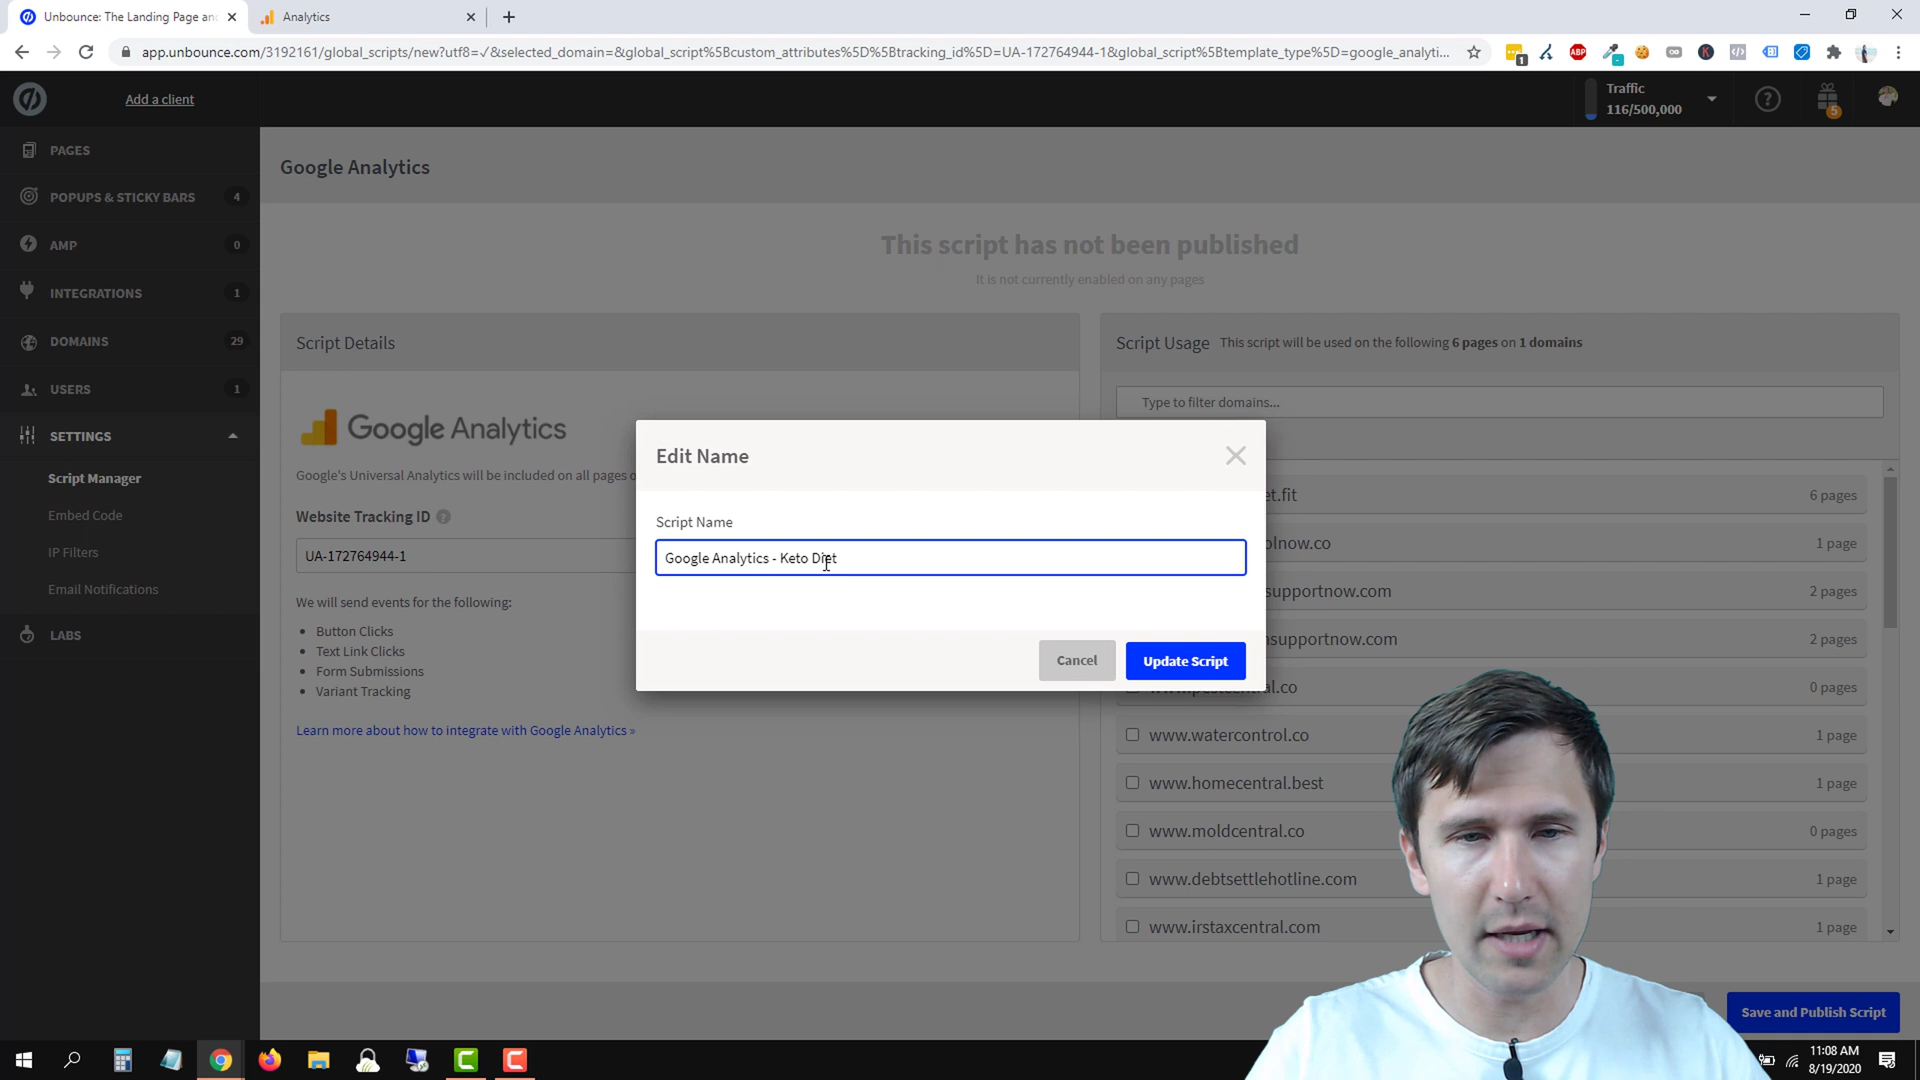 Unbounce: The Landing Page an
Analytics
app.unbounce.com/3192161/global_scripts/new?utf8=✓&selected_domain=&global_script%5Bcustom_attributes%5D%5Btracking_id%5D=UA-172764944-1&global_script%5Btemplate_type%5D=google_analyti...
1
ABP
Add a client
Traffic
116/500,000
5
PAGES
POPUPS & STICKY BARS 4
AMP 0
INTEGRATIONS 1
DOMAINS 29
USERS 1
SETTINGS
Script Manager
Embed Code
IP Filters
Email Notifications
LABS
Google Analytics
This script has not been published
It is not currently enabled on any pages
Script Details
Google Analytics
Google's Universal Analytics will be included on all pages
Website Tracking ID
UA-172764944-1
We will send events for the following:
Button Clicks
Text Link Clicks
Form Submissions
Variant Tracking
Learn more about how to integrate with Google Analytics »
Script Usage This script will be used on the following 6 pages on 1 domains
Type to filter domains...
et.fit 6 pages
olnow.co 1 page
supportnow.com 2 pages
nsupportnow.com 2 pages
0 pages
www.watercontrol.co 1 page
www.homecentral.best 1 page
www.moldcentral.co 0 pages
www.debtsettlehotline.com 1 page
www.irstaxcentral.com 1 page
Edit Name
Script Name
Google Analytics - Keto Diet
Cancel
Update Script
Save and Publish Script
11:08 AM
8/19/2020